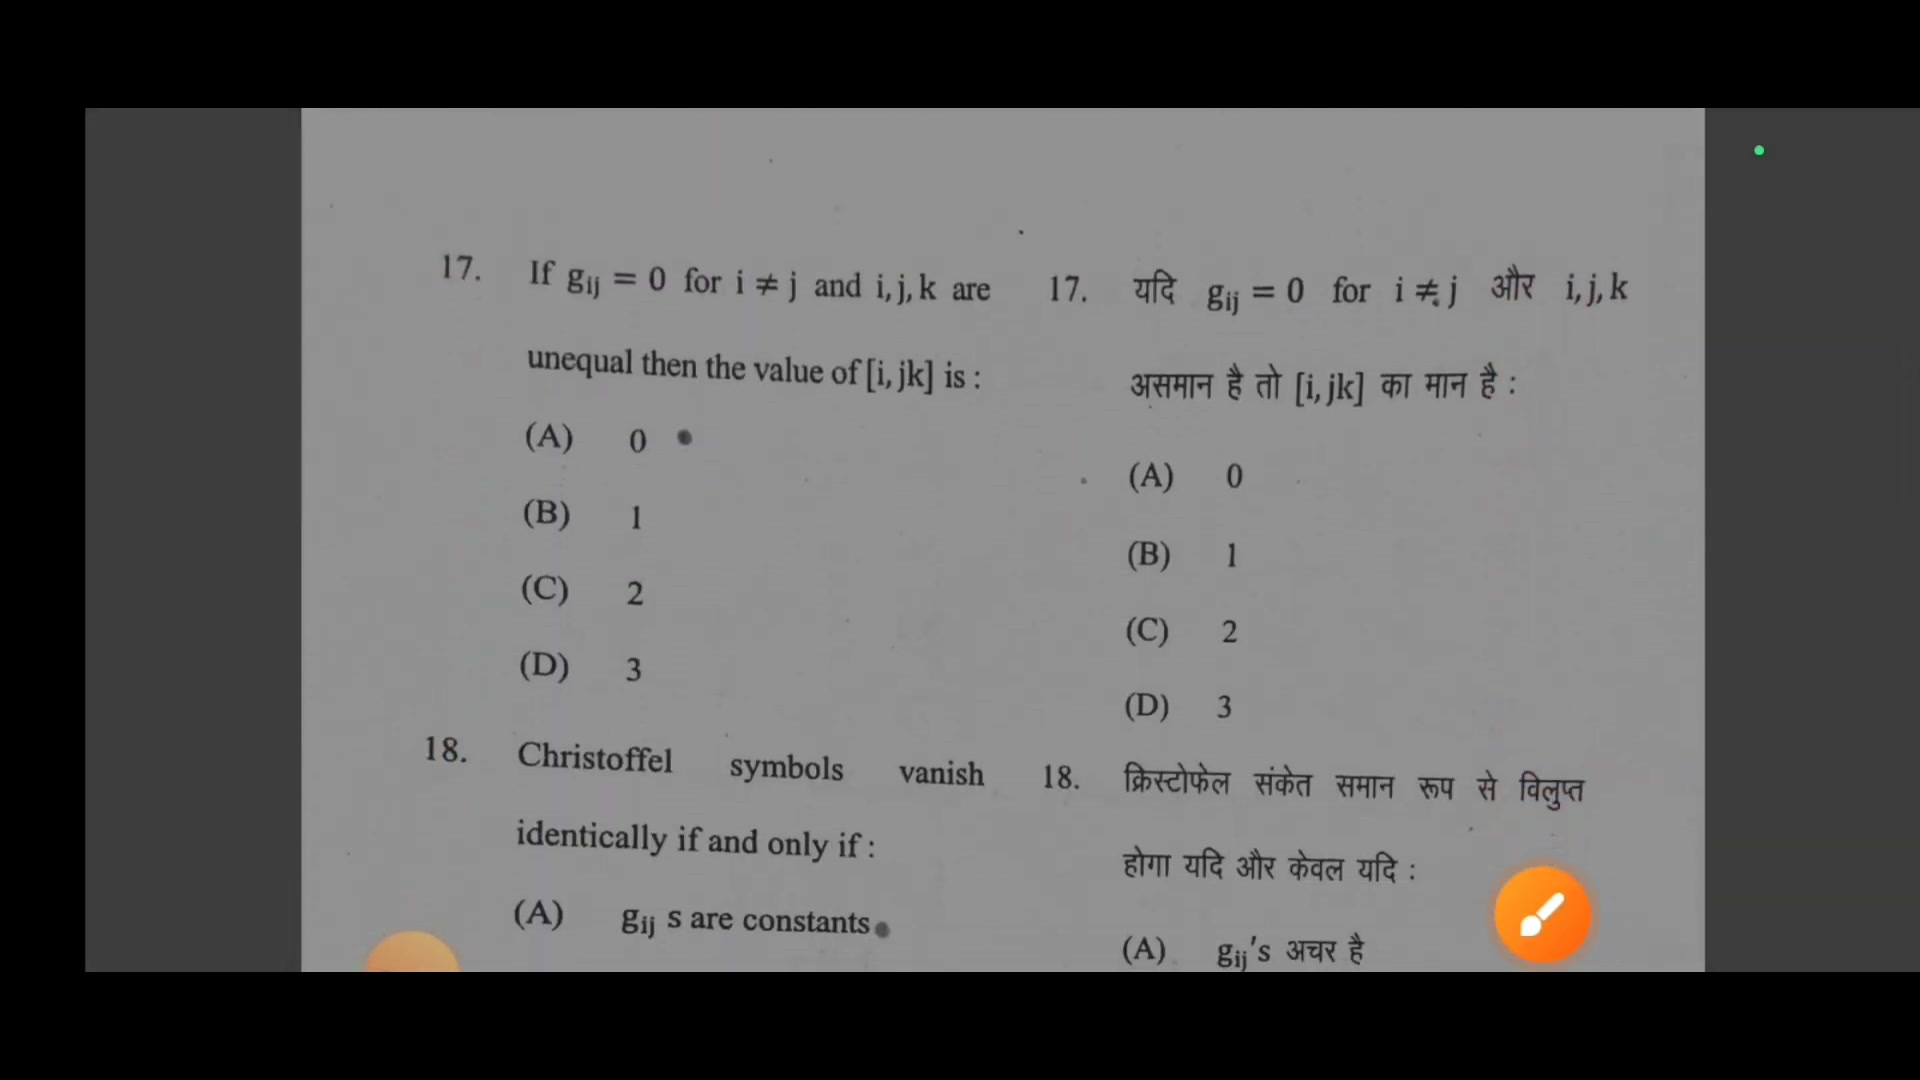 17. If gᵢⱼ = 0 for i ≠ j and i, j, k are
unequal then the value of [i, jk] is :
(A) 0
(B) 1
(C) 2
(D) 3
18. Christoffel symbols vanish
identically if and only if :
(A) gᵢⱼ s are constants
17. यदि gᵢⱼ = 0 for i ≠ j और i, j, k
असमान है तो [i, jk] का मान है :
(A) 0
(B) 1
(C) 2
(D) 3
18. क्रिस्टोफेल संकेत समान रूप से विलुप्त
होगा यदि और केवल यदि :
(A) gᵢⱼ's अचर है